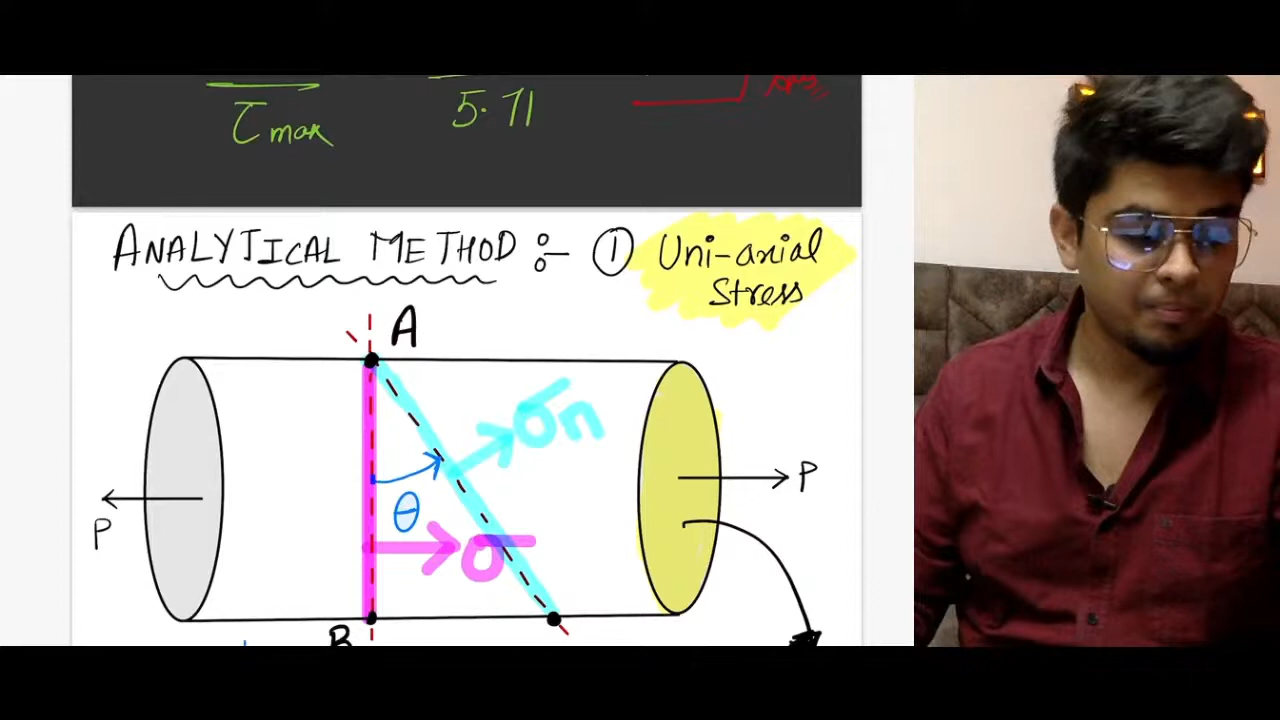 τmax
5.71
ANALYTICAL METHOD :- ① Uni-axial
stress
A
σn
θ
P
P
σ
B